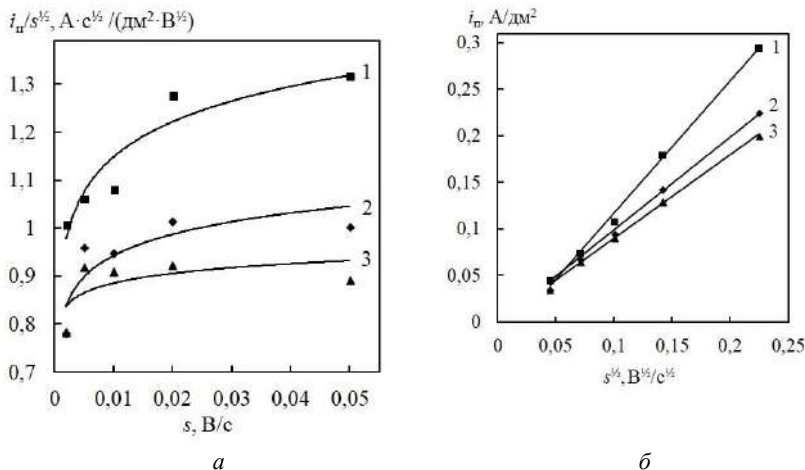 iп/s½, А·с½ /(дм²·В½)
1,3
1,2
1,1
1
0,9
0,8
0,7
0 0,01 0,02 0,03 0,04 0,05
s, В/с
1
2
3
а
iп, А/дм²
0,3
0,25
0,2
0,15
0,1
0,05
0
0 0,05 0,1 0,15 0,2 0,25
s½, В½/с½
1
2
3
б